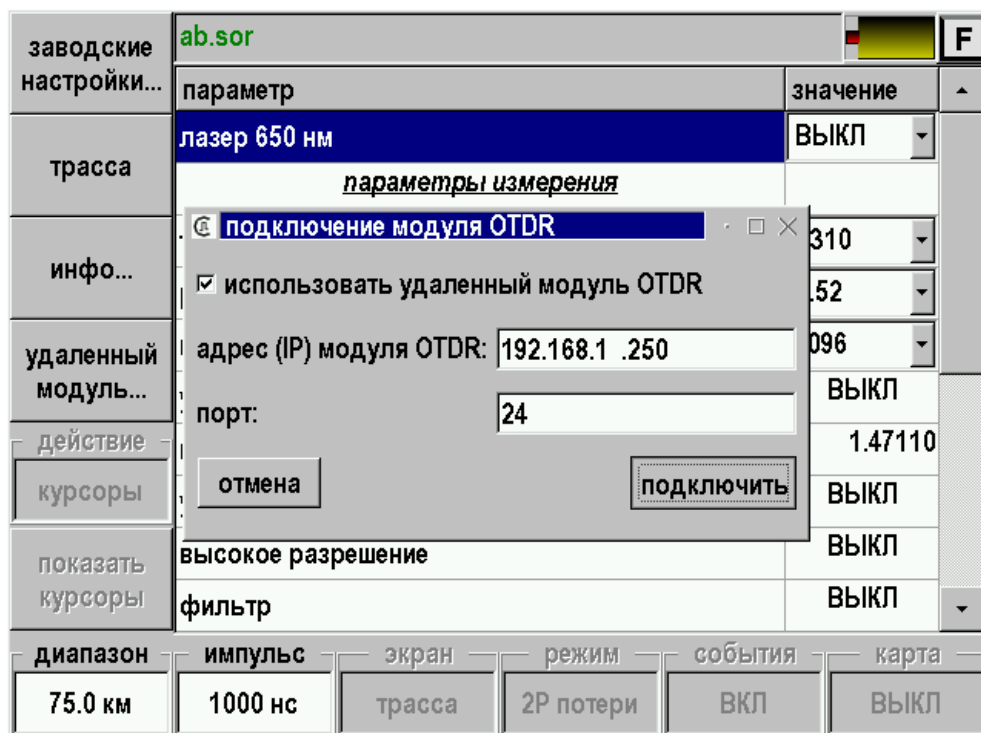 заводские настройки...
ab.sor
F
параметр
значение
лазер 650 нм
ВЫКЛ
трасса
параметры измерения
подключение модуля OTDR
310
инфо...
использовать удаленный модуль OTDR
.52
удаленный модуль...
адрес (IP) модуля OTDR:
192.168.1 .250
096
ВЫКЛ
порт:
24
действие
1.47110
курсоры
отмена
подключить
ВЫКЛ
показать курсоры
высокое разрешение
ВЫКЛ
фильтр
ВЫКЛ
диапазон
импульс
экран
режим
события
карта
75.0 км
1000 нс
трасса
2Р потери
ВКЛ
ВЫКЛ